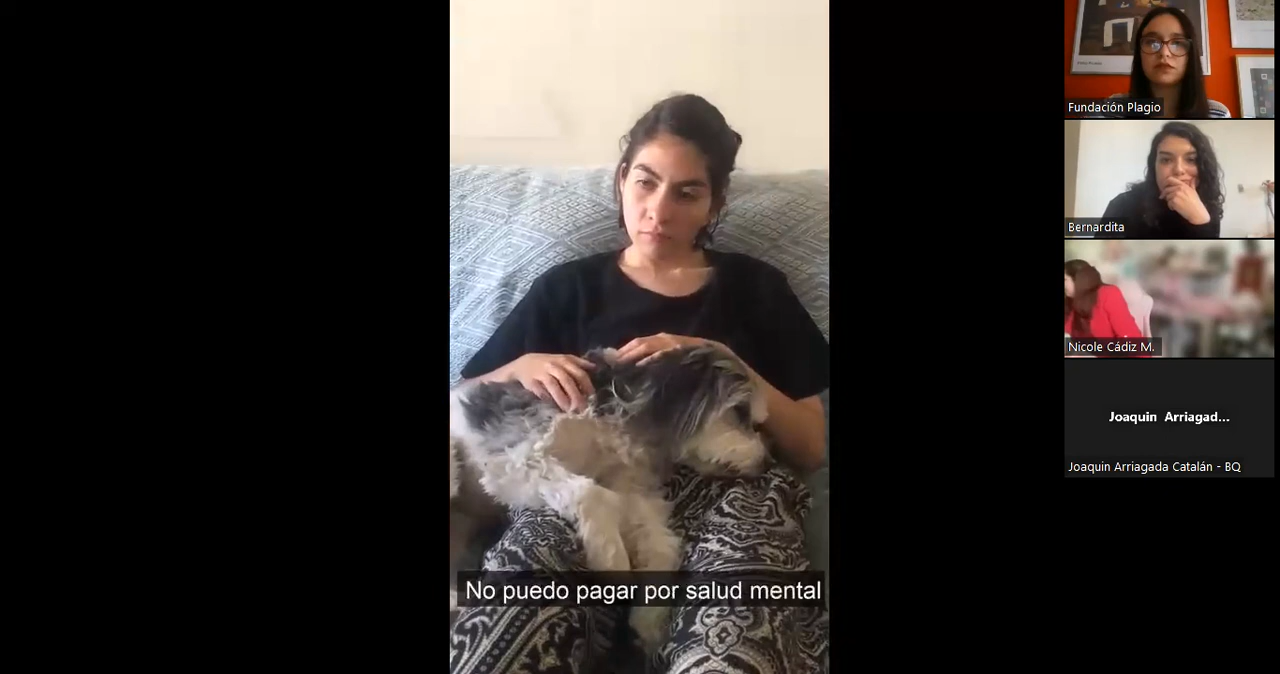 No puedo pagar por salud mental
Fundación Plagio
Bernardita
Nicole Cádiz M.
Joaquin Arriagad...
Joaquin Arriagada Catalán - BQ